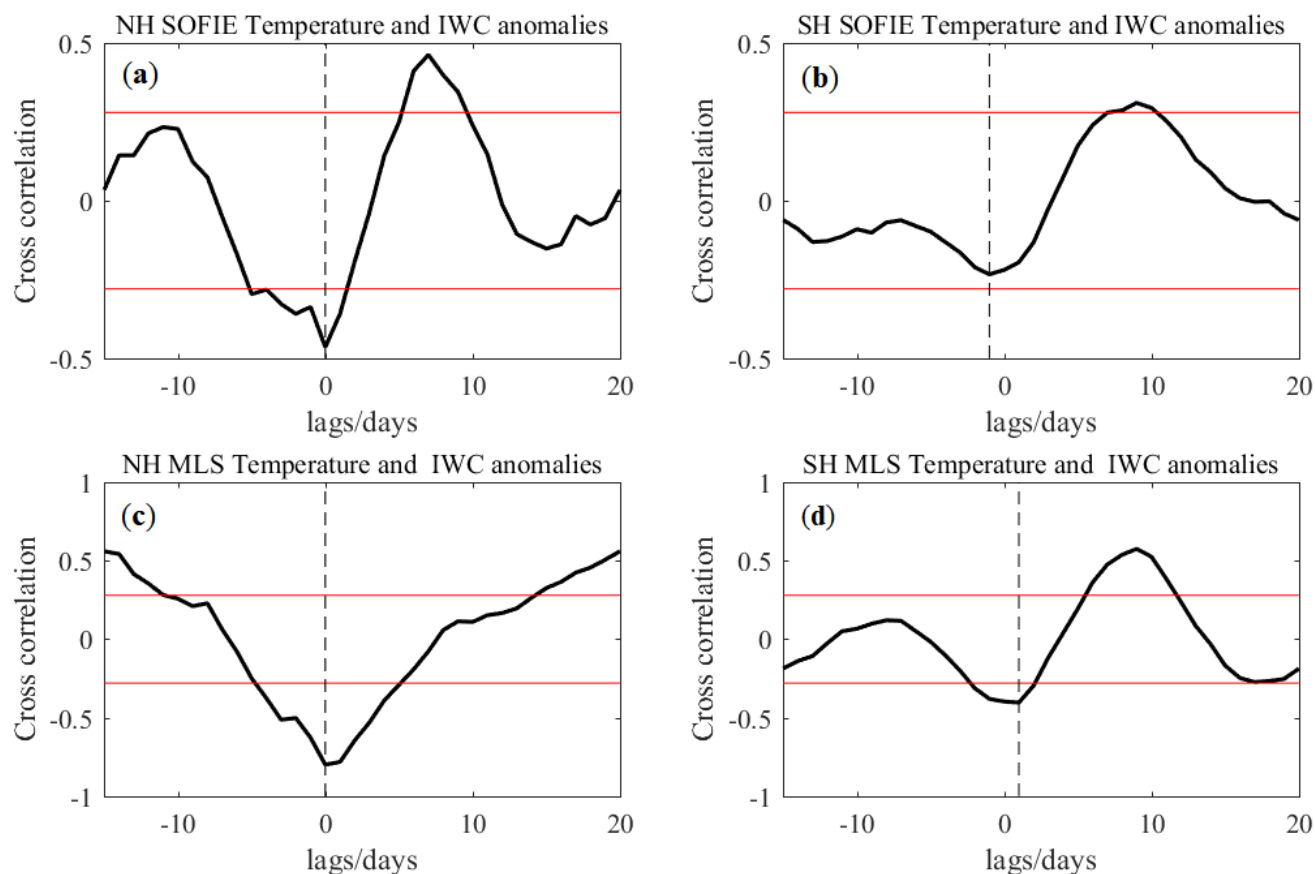 NH SOFIE Temperature and IWC anomalies
(a)
0.5
0
-0.5
Cross correlation
-10
0
10
20
lags/days
SH SOFIE Temperature and IWC anomalies
(b)
0.5
0
-0.5
Cross correlation
-10
0
10
20
lags/days
NH MLS Temperature and IWC anomalies
(c)
1
0.5
0
-0.5
-1
Cross correlation
-10
0
10
20
lags/days
SH MLS Temperature and IWC anomalies
(d)
1
0.5
0
-0.5
-1
Cross correlation
-10
0
10
20
lags/days